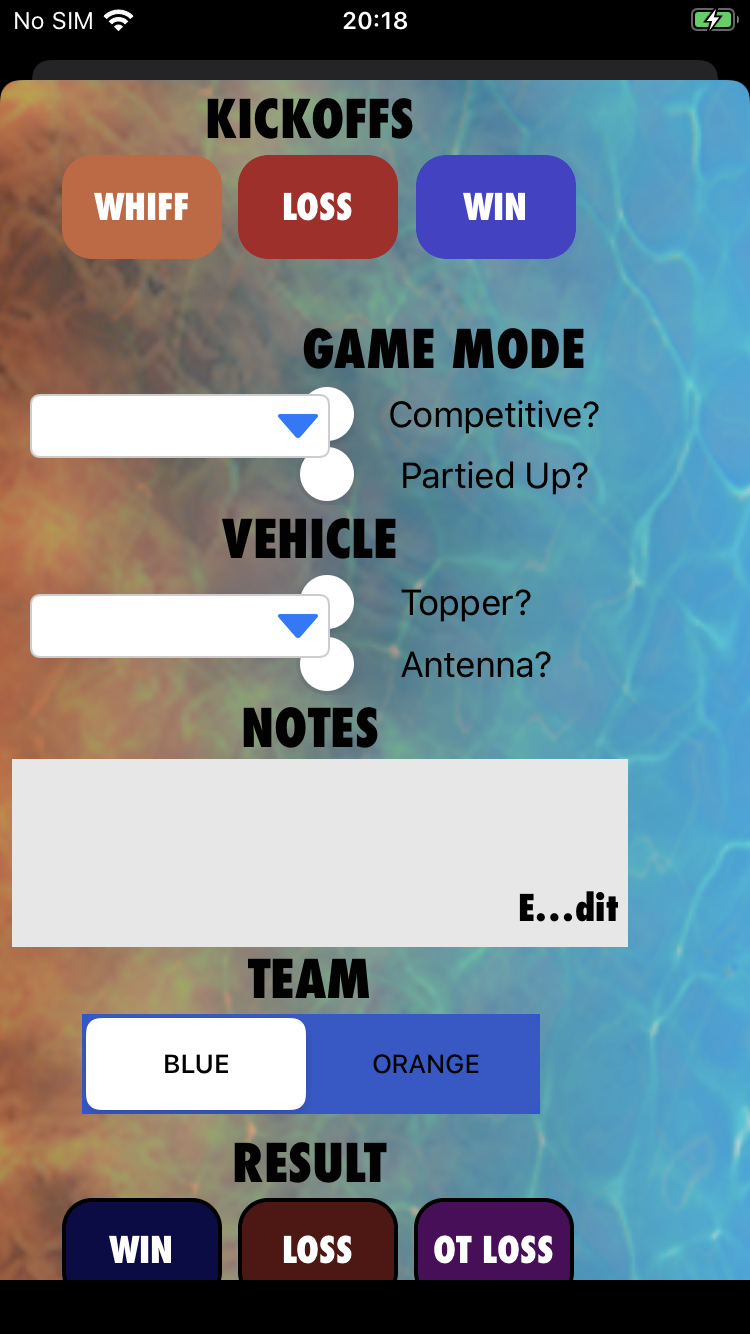 No SIM 20:18
KICKOFFS
WHIFF LOSS WIN
GAME MODE
Competitive?
Partied Up?
VEHICLE
Topper?
Antenna?
NOTES
E...dit
TEAM
BLUE ORANGE
RESULT
WIN LOSS OT LOSS